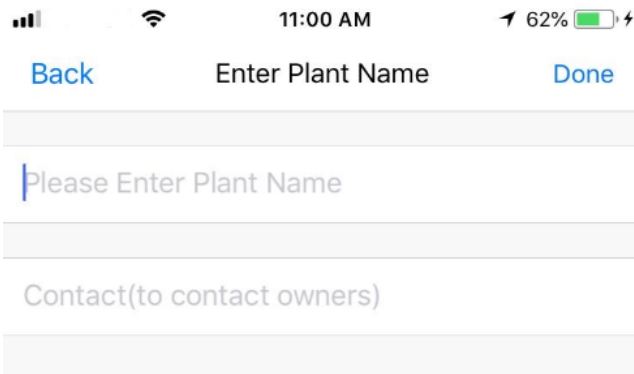 11:00 AM 62%
Back Enter Plant Name Done
Please Enter Plant Name
Contact(to contact owners)